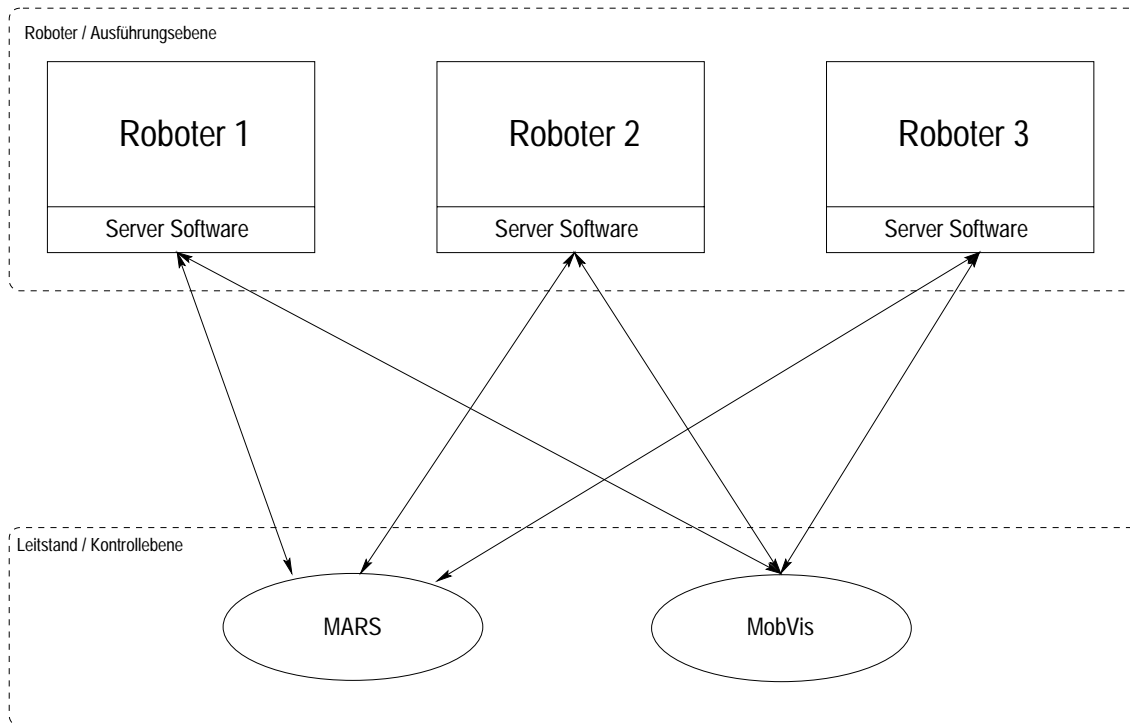 Roboter / Ausführungsebene
Roboter 1
Roboter 2
Roboter 3
Server Software
Server Software
Server Software
Leitstand / Kontrollebene
MARS
MobVis